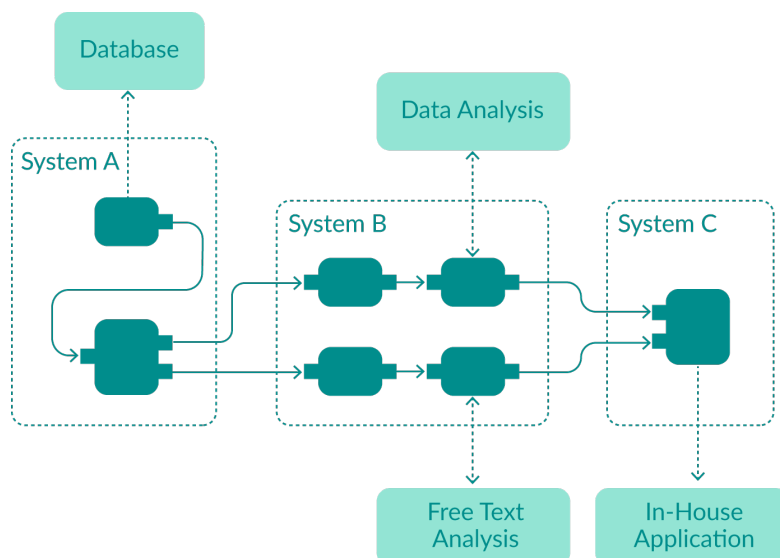 Database
Data Analysis
System A
System B
System C
Free Text
Analysis
In-House
Application